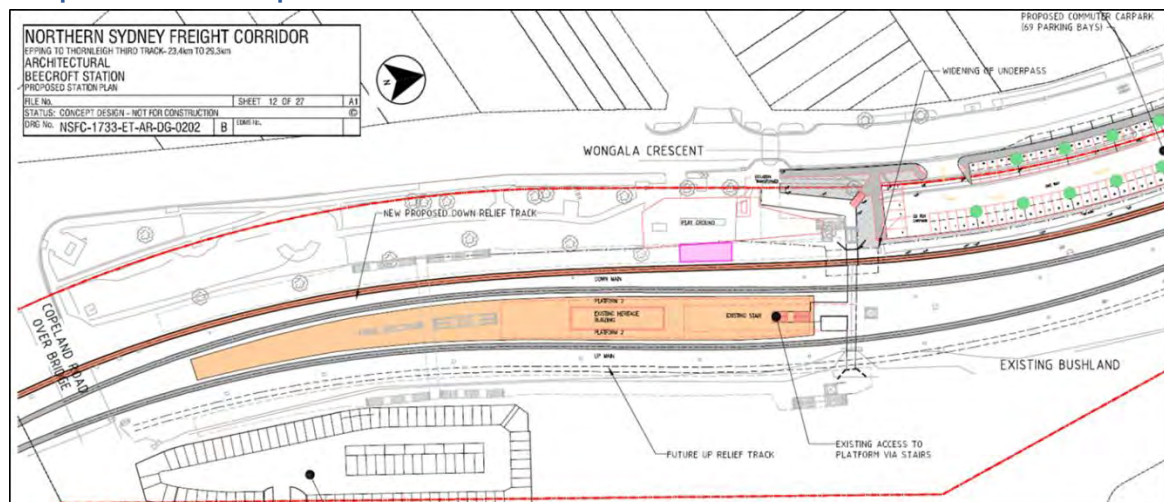 NORTHERN SYDNEY FREIGHT CORRIDOR
EPPING TO THORNLEIGH THIRD TRACK- 23.4km TO 29.3km
ARCHITECTURAL
BEECROFT STATION
PROPOSED STATION PLAN
FILE No.
SHEET 12 OF 27
A1
STATUS: CONCEPT DESIGN - NOT FOR CONSTRUCTION
©
DRG No. NSFC-1733-ET-AR-DG-0202
B
N
PROPOSED COMMUTER CARPARK
(69 PARKING BAYS)
WIDENING OF UNDERPASS
WONGALA CRESCENT
NEW PROPOSED DOWN RELIEF TRACK
PLAY GROUND
DOWN MAIN
EXISTING HERITAGE
BUILDING
PLATFORM 2
EXISTING STAIR
UP MAIN
COPELAND ROAD
OVER BRIDGE
EXISTING BUSHLAND
FUTURE UP RELIEF TRACK
EXISTING ACCESS TO
PLATFORM VIA STAIRS